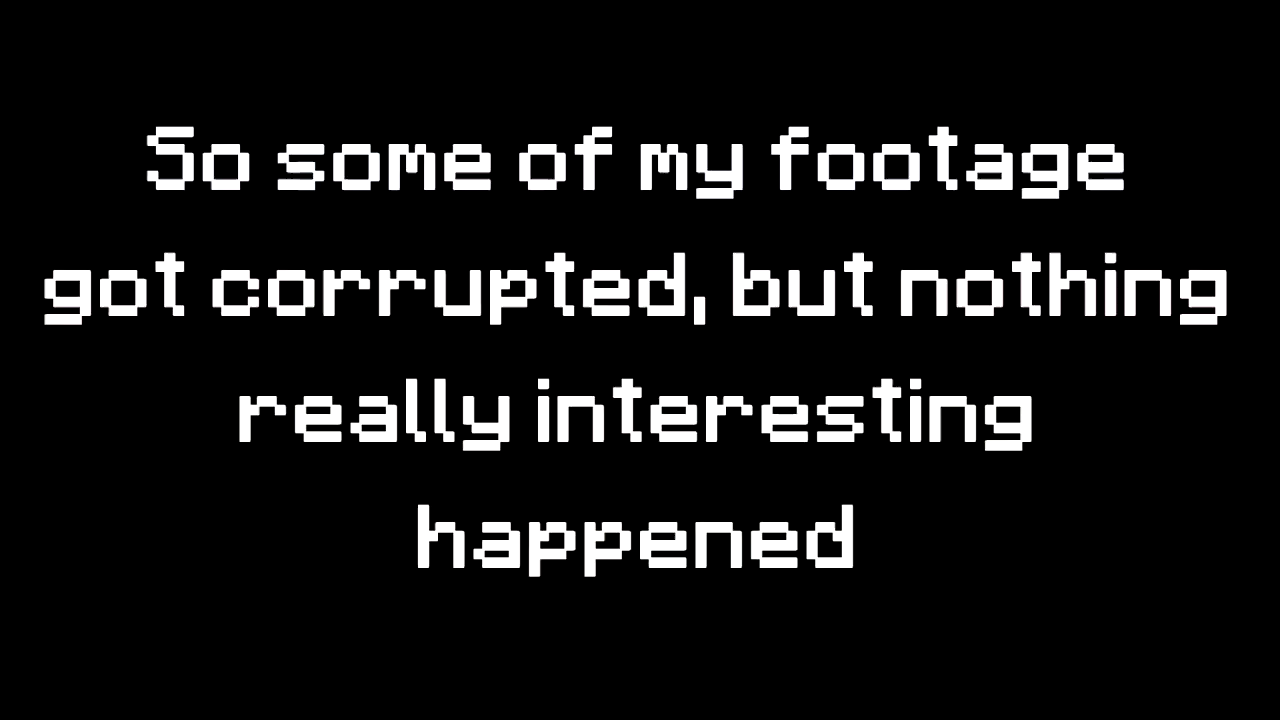 So some of my footage
got corrupted, but nothing
really interesting
happened